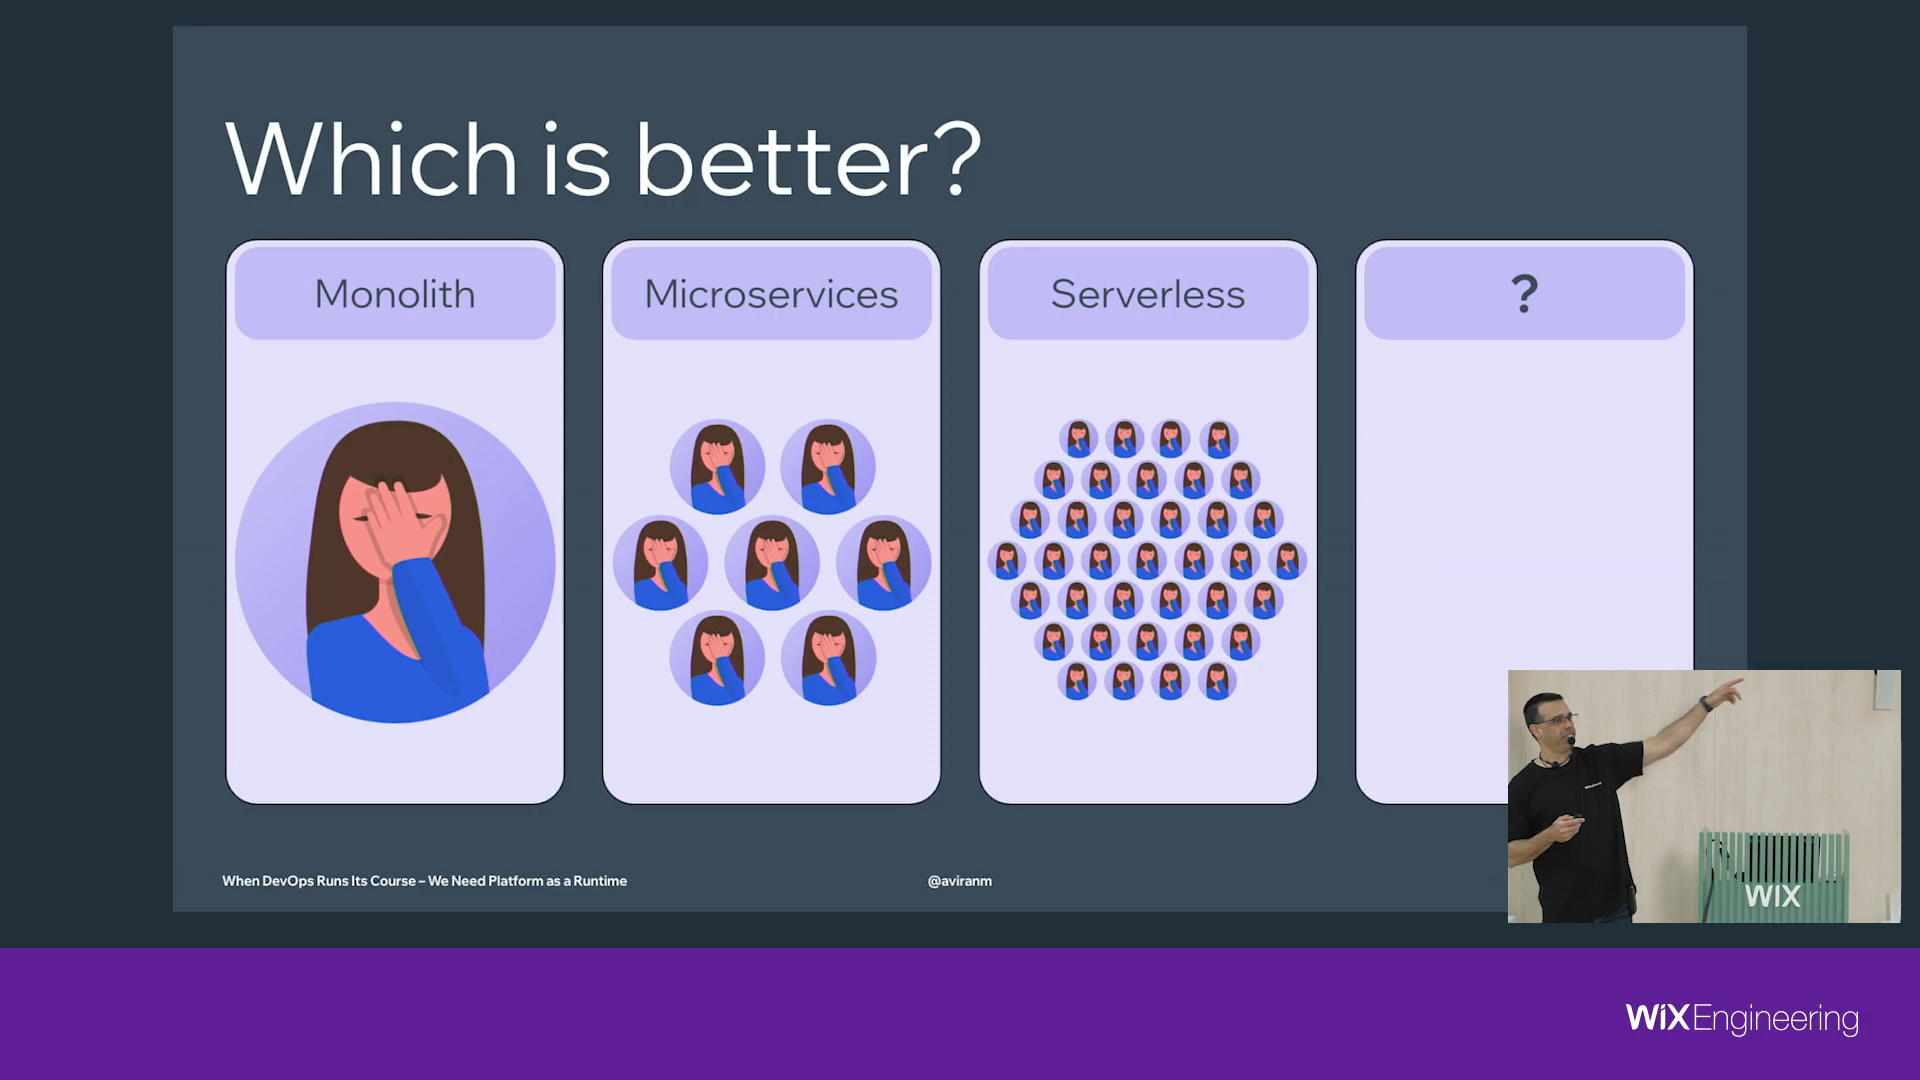 Which is better?
Monolith
Microservices
Serverless
?
When DevOps Runs Its Course – We Need Platform as a Runtime
@aviranm
WIX
WIX Engineering